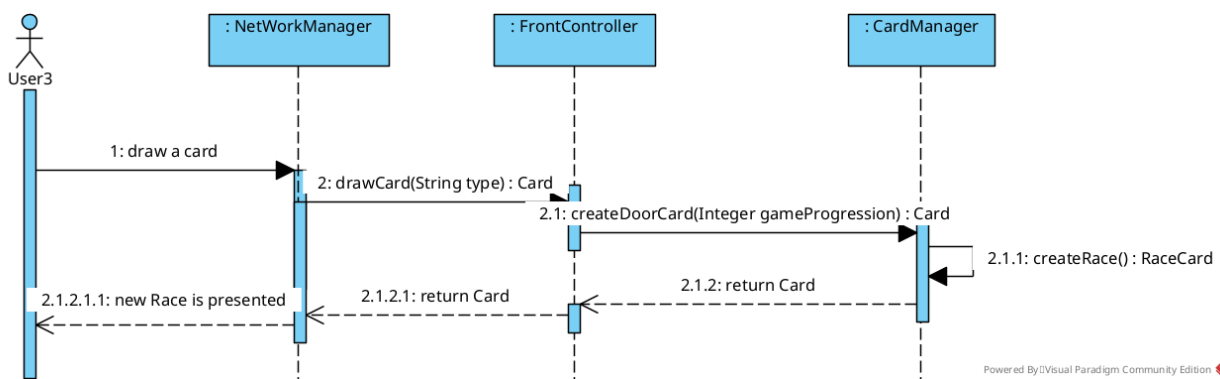 : NetWorkManager
: FrontController
: CardManager
User3
1: draw a card
2: drawCard(String type) : Card
2.1: createDoorCard(Integer gameProgression) : Card
2.1.1: createRace() : RaceCard
2.1.2: return Card
2.1.2.1: return Card
2.1.2.1.1: new Race is presented
Powered By Visual Paradigm Community Edition